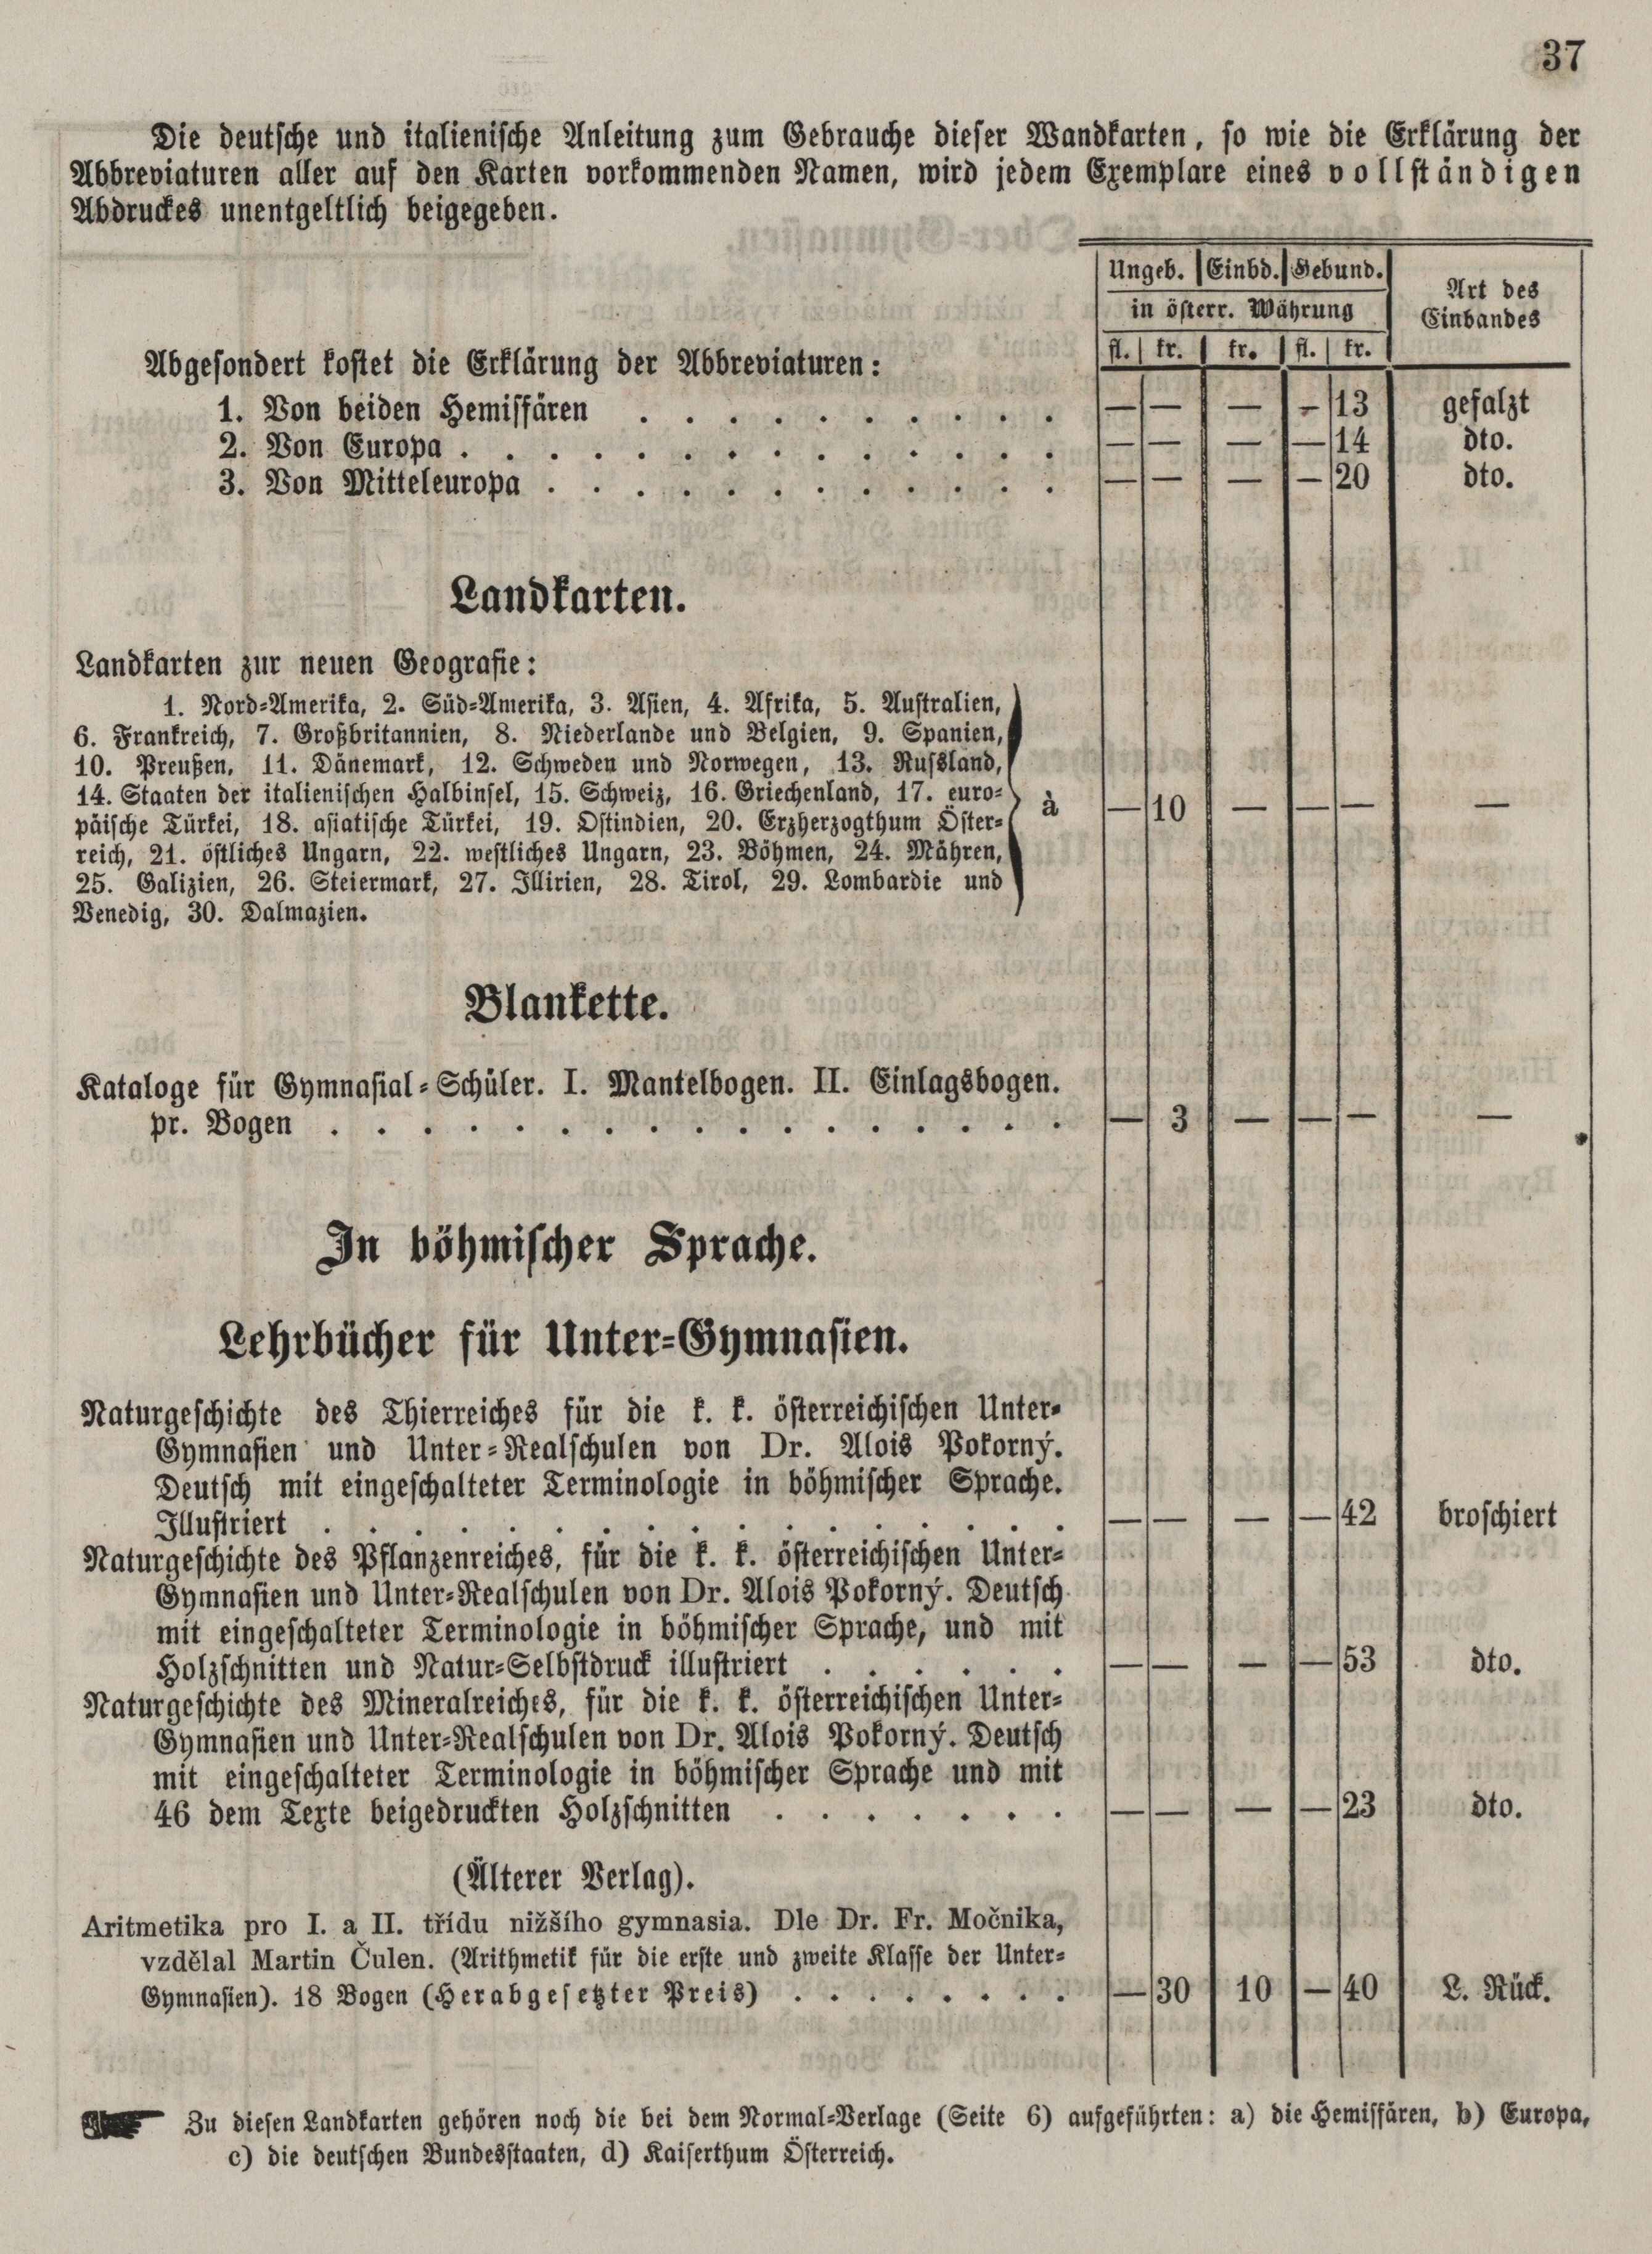 37
Die deutsche und italienische Anleitung zum Gebrauche dieser Wandkarten, so wie die Erklärung der
Abbreviaturen aller auf den Karten vorkommenden Namen, wird jedem Exemplare eines vollständigen
Abdruckes unentgeltlich beigegeben.
Ungeb. Einbd. Gebund. Art des Einbandes
in österr. Währung
fl. kr. kr. fl. kr.
Abgesondert kostet die Erklärung der Abbreviaturen:
1. Von beiden Hemissären . . . . . . . . . . — — — — 13 gefalzt
2. Von Europa . . . . . . . . . . . . . . — — — — 14 dto.
3. Von Mitteleuropa . . . . . . . . . . . . — — — — 20 dto.
Landkarten.
Landkarten zur neuen Geografie:
1. Nord-Amerika, 2. Süd-Amerika, 3. Asien, 4. Afrika, 5. Australien,
6. Frankreich, 7. Großbritannien, 8. Niederlande und Belgien, 9. Spanien,
10. Preußen, 11. Dänemark, 12. Schweden und Norwegen, 13. Russland,
14. Staaten der italienischen Halbinsel, 15. Schweiz, 16. Griechenland, 17. euro-
päische Türkei, 18. asiatische Türkei, 19. Ostindien, 20. Erzherzogthum Öster-
reich, 21. östliches Ungarn, 22. westliches Ungarn, 23. Böhmen, 24. Mähren,
25. Galizien, 26. Steiermark, 27. Illirien, 28. Tirol, 29. Lombardie und
Venedig, 30. Dalmazien.
à — 10 — — — —
Blankette.
Kataloge für Gymnasial-Schüler. I. Mantelbogen. II. Einlagsbogen.
pr. Bogen . . . . . . . . . . . . . . . . . — 3 — — — —
In böhmischer Sprache.
Lehrbücher für Unter-Gymnasien.
Naturgeschichte des Thierreiches für die k. k. österreichischen Unter-
Gymnasien und Unter-Realschulen von Dr. Alois Pokorný.
Deutsch mit eingeschalteter Terminologie in böhmischer Sprache.
Illustriert . . . . . . . . . . . . . . . . . — — — — 42 broschiert
Naturgeschichte des Pflanzenreiches, für die k. k. österreichischen Unter-
Gymnasien und Unter-Realschulen von Dr. Alois Pokorný. Deutsch
mit eingeschalteter Terminologie in böhmischer Sprache, und mit
Holzschnitten und Natur-Selbstdruck illustriert . . . . . . — — — — 53 dto.
Naturgeschichte des Mineralreiches, für die k. k. österreichischen Unter-
Gymnasien und Unter-Realschulen von Dr. Alois Pokorný. Deutsch
mit eingeschalteter Terminologie in böhmischer Sprache und mit
46 dem Texte beigedruckten Holzschnitten . . . . . . . — — — — 23 dto.
(Älterer Verlag).
Aritmetika pro I. a II. třídu nižšího gymnasia. Dle Dr. Fr. Močnika,
vzdělal Martin Čulen. (Arithmetik für die erste und zweite Klasse der Unter-
Gymnasien). 18 Bogen (Herabgesetzter Preis) . . . . . . . . — 30 10 — 40 L. Rück.
Zu diesen Landkarten gehören noch die bei dem Normal-Verlage (Seite 6) aufgeführten: a) die Hemissären, b) Europa,
c) die deutschen Bundesstaaten, d) Kaiserthum Österreich.